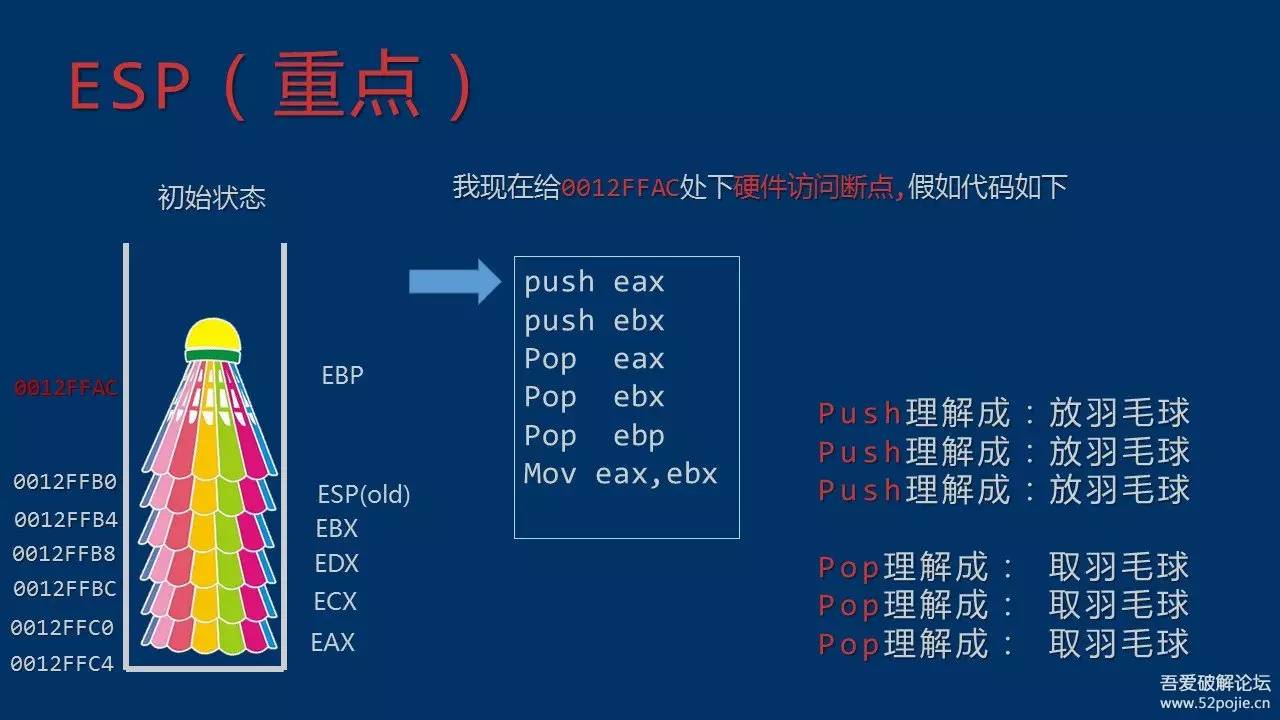 ESP（重点）
初始状态
我现在给0012FFAC处下硬件访问断点,假如代码如下
push eax
push ebx
Pop eax
Pop ebx
Pop ebp
Mov eax,ebx
0012FFAC
0012FFB0
0012FFB4
0012FFB8
0012FFBC
0012FFC0
0012FFC4
EBP
ESP(old)
EBX
EDX
ECX
EAX
Push理解成：放羽毛球
Push理解成：放羽毛球
Push理解成：放羽毛球
Pop理解成： 取羽毛球
Pop理解成： 取羽毛球
Pop理解成： 取羽毛球
吾爱破解论坛
www.52pojie.cn